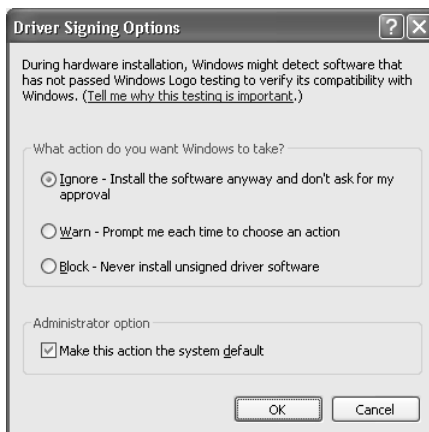 Driver Signing Options
During hardware installation, Windows might detect software that
has not passed Windows Logo testing to verify its compatibility with
Windows. (Tell me why this testing is important.)
What action do you want Windows to take?
Ignore - Install the software anyway and don't ask for my
approval
Warn - Prompt me each time to choose an action
Block - Never install unsigned driver software
Administrator option
Make this action the system default
OK Cancel